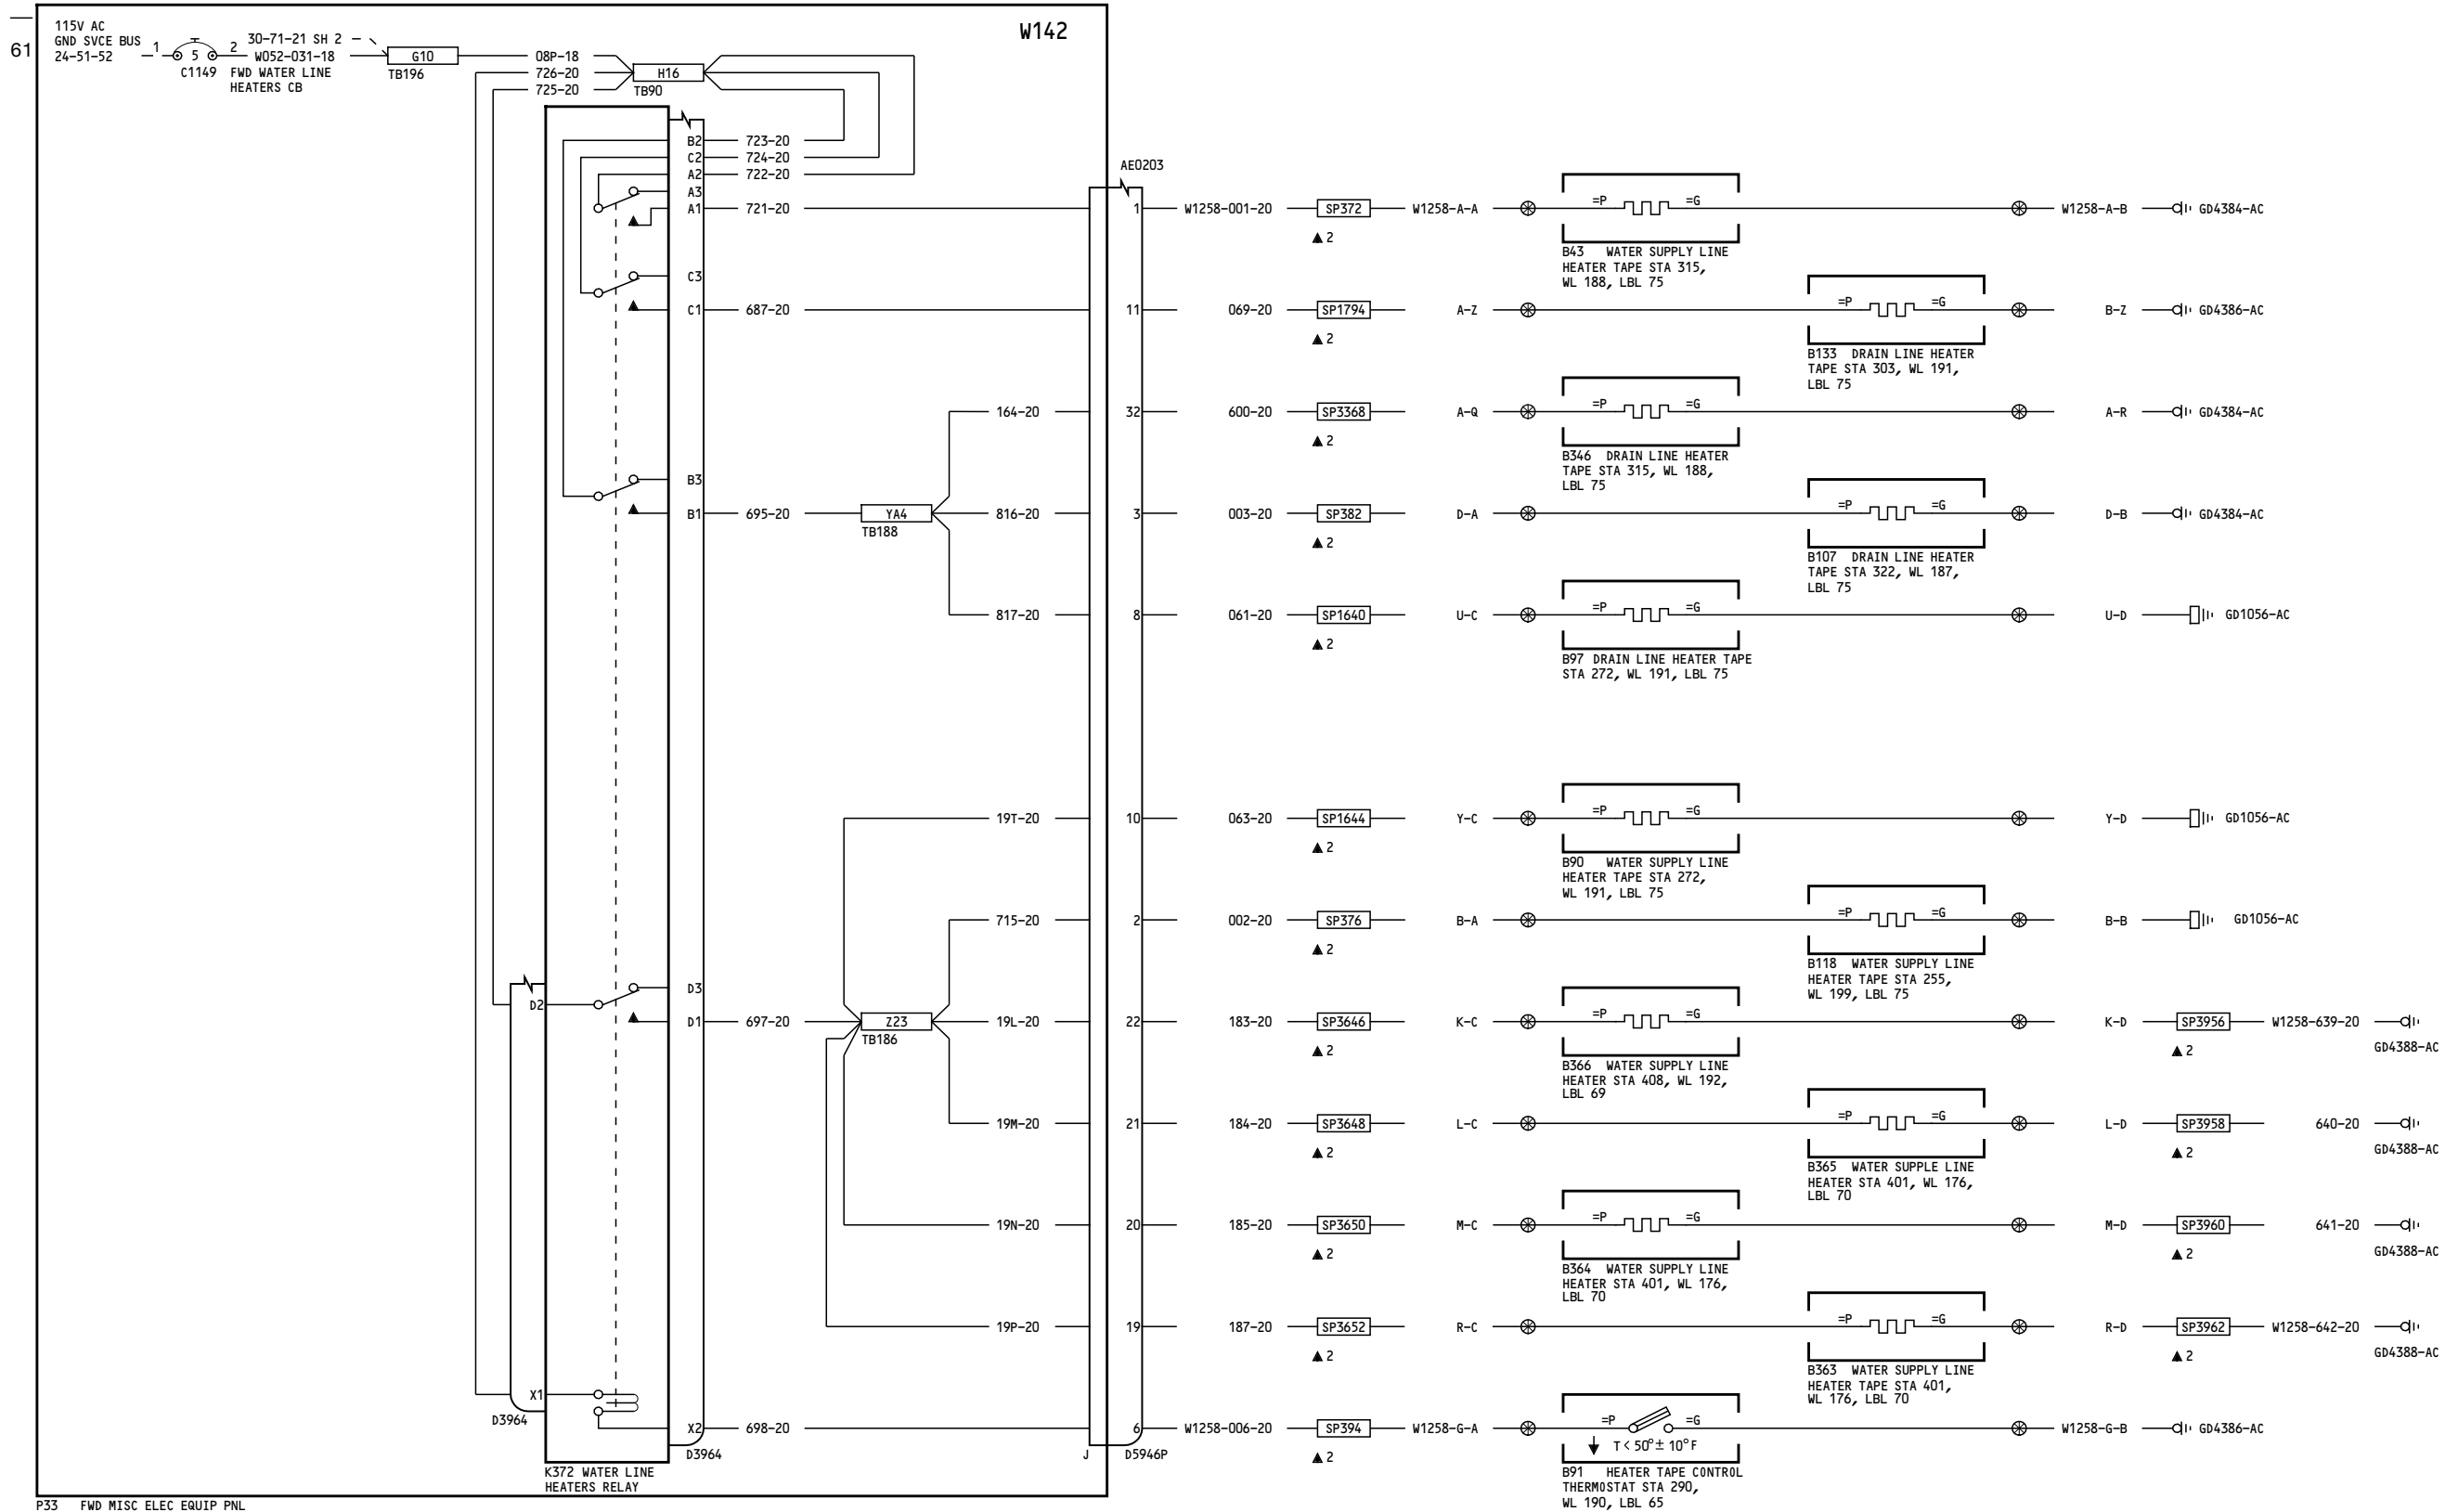 61
115V AC
GND SVCE BUS
24-51-52
1
5
C1149
2
30-71-21 SH 2
W052-031-18
FWD WATER LINE
HEATERS CB
G10
TB196
08P-18
726-20
725-20
H16
TB90
W142
B2 723-20
C2 724-20
A2 722-20
A3
A1 721-20
C3
C1 687-20
B3
B1 695-20
YA4
TB188
164-20
816-20
817-20
D2
D3
D1 697-20
Z23
TB186
19T-20
715-20
19L-20
19M-20
19N-20
19P-20
X1
D3964
X2 698-20
D3964
K372 WATER LINE
HEATERS RELAY
P33 FWD MISC ELEC EQUIP PNL
AE0203
J
D5946P
1 W1258-001-20 SP372 W1258-A-A =P =G W1258-A-B GD4384-AC
▲ 2
B43 WATER SUPPLY LINE
HEATER TAPE STA 315,
WL 188, LBL 75
11 069-20 SP1794 A-Z =P =G B-Z GD4386-AC
▲ 2
B133 DRAIN LINE HEATER
TAPE STA 303, WL 191,
LBL 75
32 600-20 SP3368 A-Q =P =G A-R GD4384-AC
▲ 2
B346 DRAIN LINE HEATER
TAPE STA 315, WL 188,
LBL 75
3 003-20 SP382 D-A =P =G D-B GD4384-AC
▲ 2
B107 DRAIN LINE HEATER
TAPE STA 322, WL 187,
LBL 75
8 061-20 SP1640 U-C =P =G U-D GD1056-AC
▲ 2
B97 DRAIN LINE HEATER TAPE
STA 272, WL 191, LBL 75
10 063-20 SP1644 Y-C =P =G Y-D GD1056-AC
▲ 2
B90 WATER SUPPLY LINE
HEATER TAPE STA 272,
WL 191, LBL 75
2 002-20 SP376 B-A =P =G B-B GD1056-AC
▲ 2
B118 WATER SUPPLY LINE
HEATER TAPE STA 255,
WL 199, LBL 75
22 183-20 SP3646 K-C =P =G K-D SP3956 W1258-639-20
▲ 2 ▲ 2 GD4388-AC
B366 WATER SUPPLY LINE
HEATER STA 408, WL 192,
LBL 69
21 184-20 SP3648 L-C =P =G L-D SP3958 640-20
▲ 2 ▲ 2 GD4388-AC
B365 WATER SUPPLE LINE
HEATER STA 401, WL 176,
LBL 70
20 185-20 SP3650 M-C =P =G M-D SP3960 641-20
▲ 2 ▲ 2 GD4388-AC
B364 WATER SUPPLY LINE
HEATER STA 401, WL 176,
LBL 70
19 187-20 SP3652 R-C =P =G R-D SP3962 W1258-642-20
▲ 2 ▲ 2 GD4388-AC
B363 WATER SUPPLY LINE
HEATER TAPE STA 401,
WL 176, LBL 70
6 W1258-006-20 SP394 W1258-G-A =P =G W1258-G-B GD4386-AC
▲ 2
T < 50° ± 10° F
B91 HEATER TAPE CONTROL
THERMOSTAT STA 290,
WL 190, LBL 65